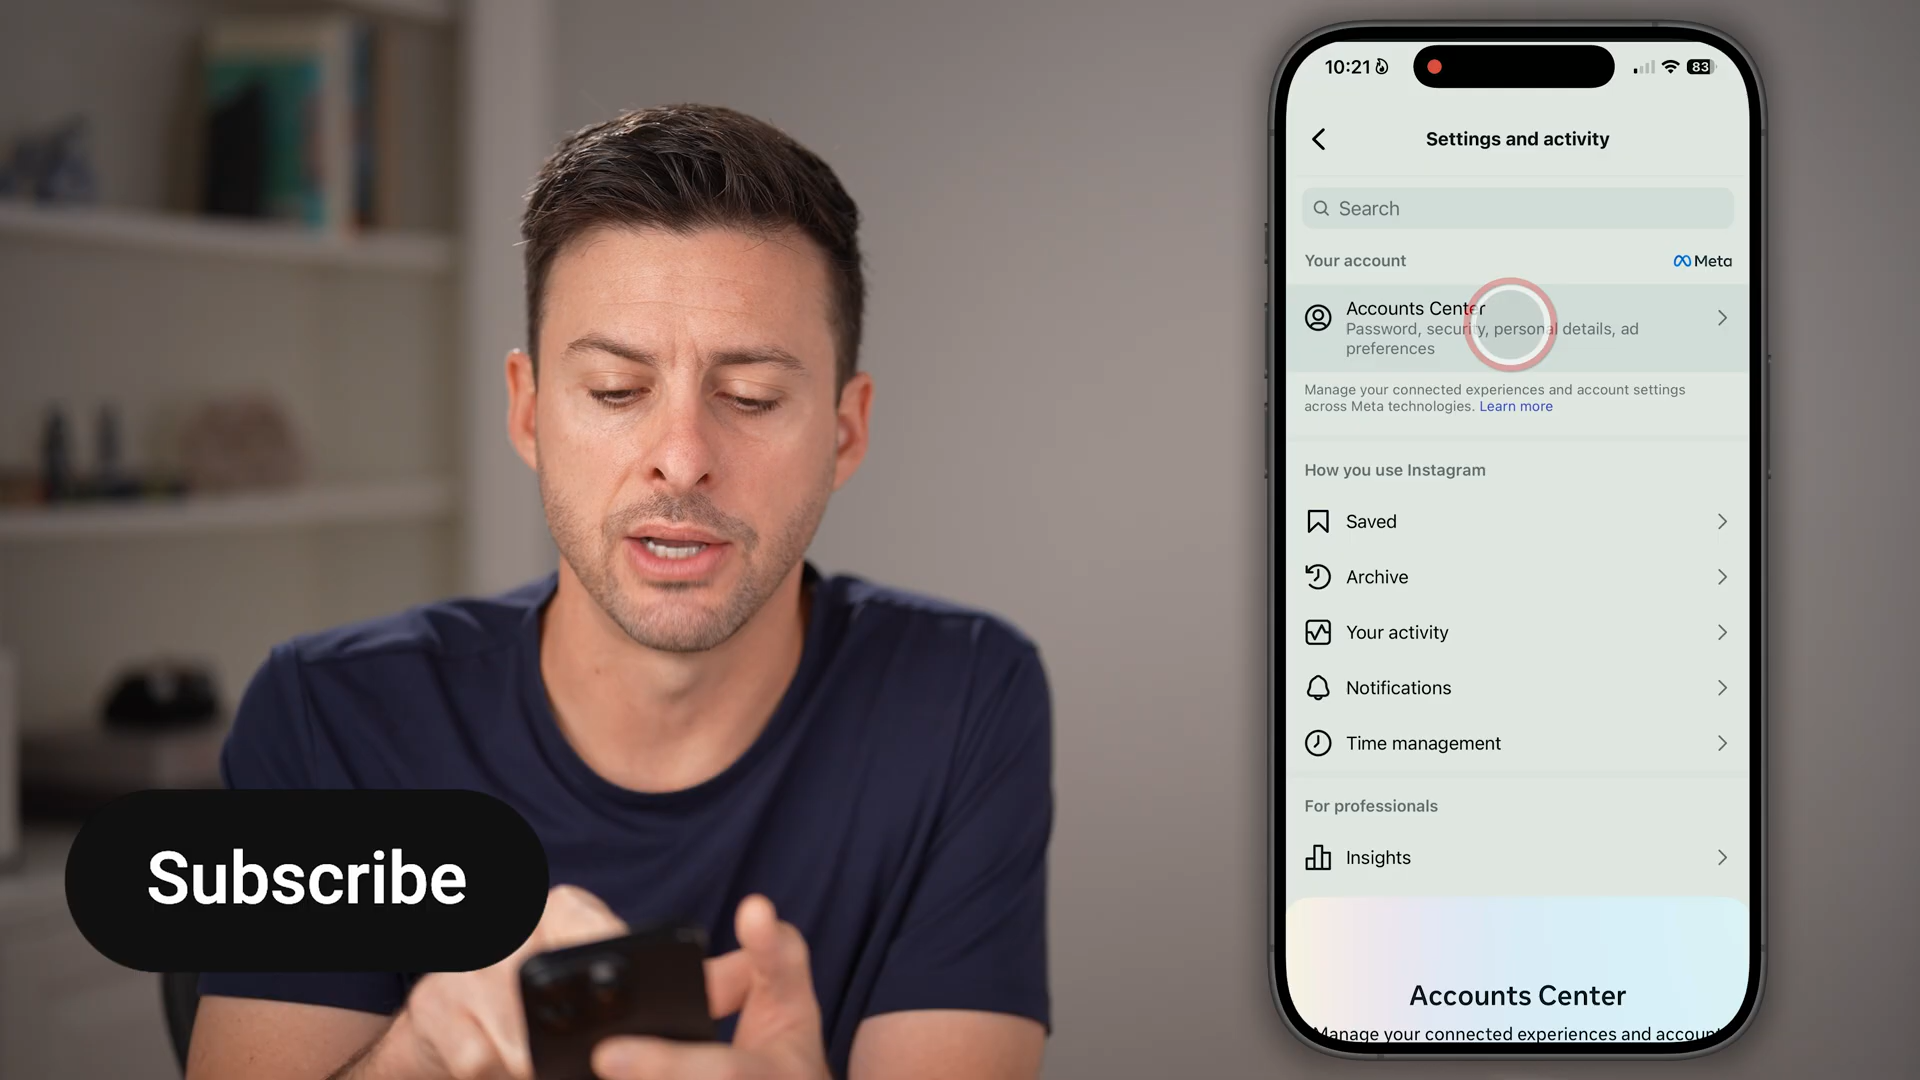 10:21
83
Settings and activity
Search
Your account
Meta
Accounts Center
Password, security, personal details, ad
preferences
Manage your connected experiences and account settings
across Meta technologies. Learn more
How you use Instagram
Saved
Archive
Your activity
Notifications
Time management
For professionals
Insights
Accounts Center
Manage your connected experiences and account
Subscribe